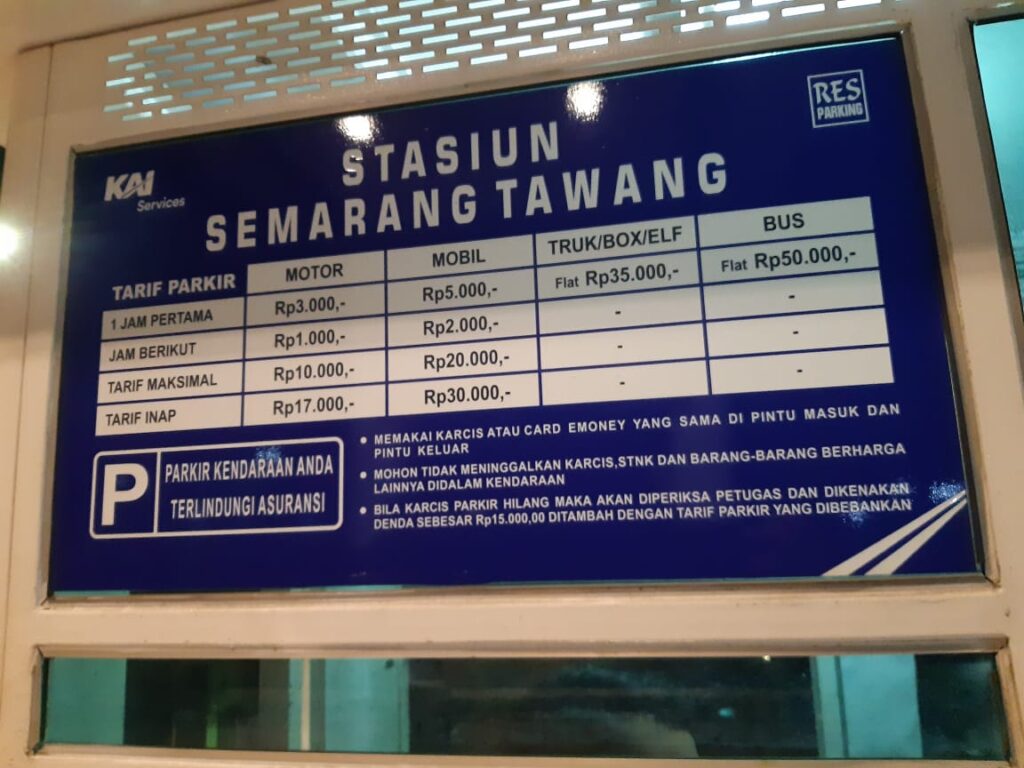 RES
PARKING
KAI
Services
STASIUN
SEMARANG TAWANG
TARIF PARKIR MOTOR MOBIL TRUK/BOX/ELF BUS
1 JAM PERTAMA Rp3.000,- Rp5.000,- Flat Rp35.000,- Flat Rp50.000,-
JAM BERIKUT Rp1.000,- Rp2.000,- - -
TARIF MAKSIMAL Rp10.000,- Rp20.000,- - -
TARIF INAP Rp17.000,- Rp30.000,- - -
P
PARKIR KENDARAAN ANDA
TERLINDUNGI ASURANSI
• MEMAKAI KARCIS ATAU CARD EMONEY YANG SAMA DI PINTU MASUK DAN
PINTU KELUAR
• MOHON TIDAK MENINGGALKAN KARCIS,STNK DAN BARANG-BARANG BERHARGA
LAINNYA DIDALAM KENDARAAN
• BILA KARCIS PARKIR HILANG MAKA AKAN DIPERIKSA PETUGAS DAN DIKENAKAN
DENDA SEBESAR Rp15.000,00 DITAMBAH DENGAN TARIF PARKIR YANG DIBEBANKAN